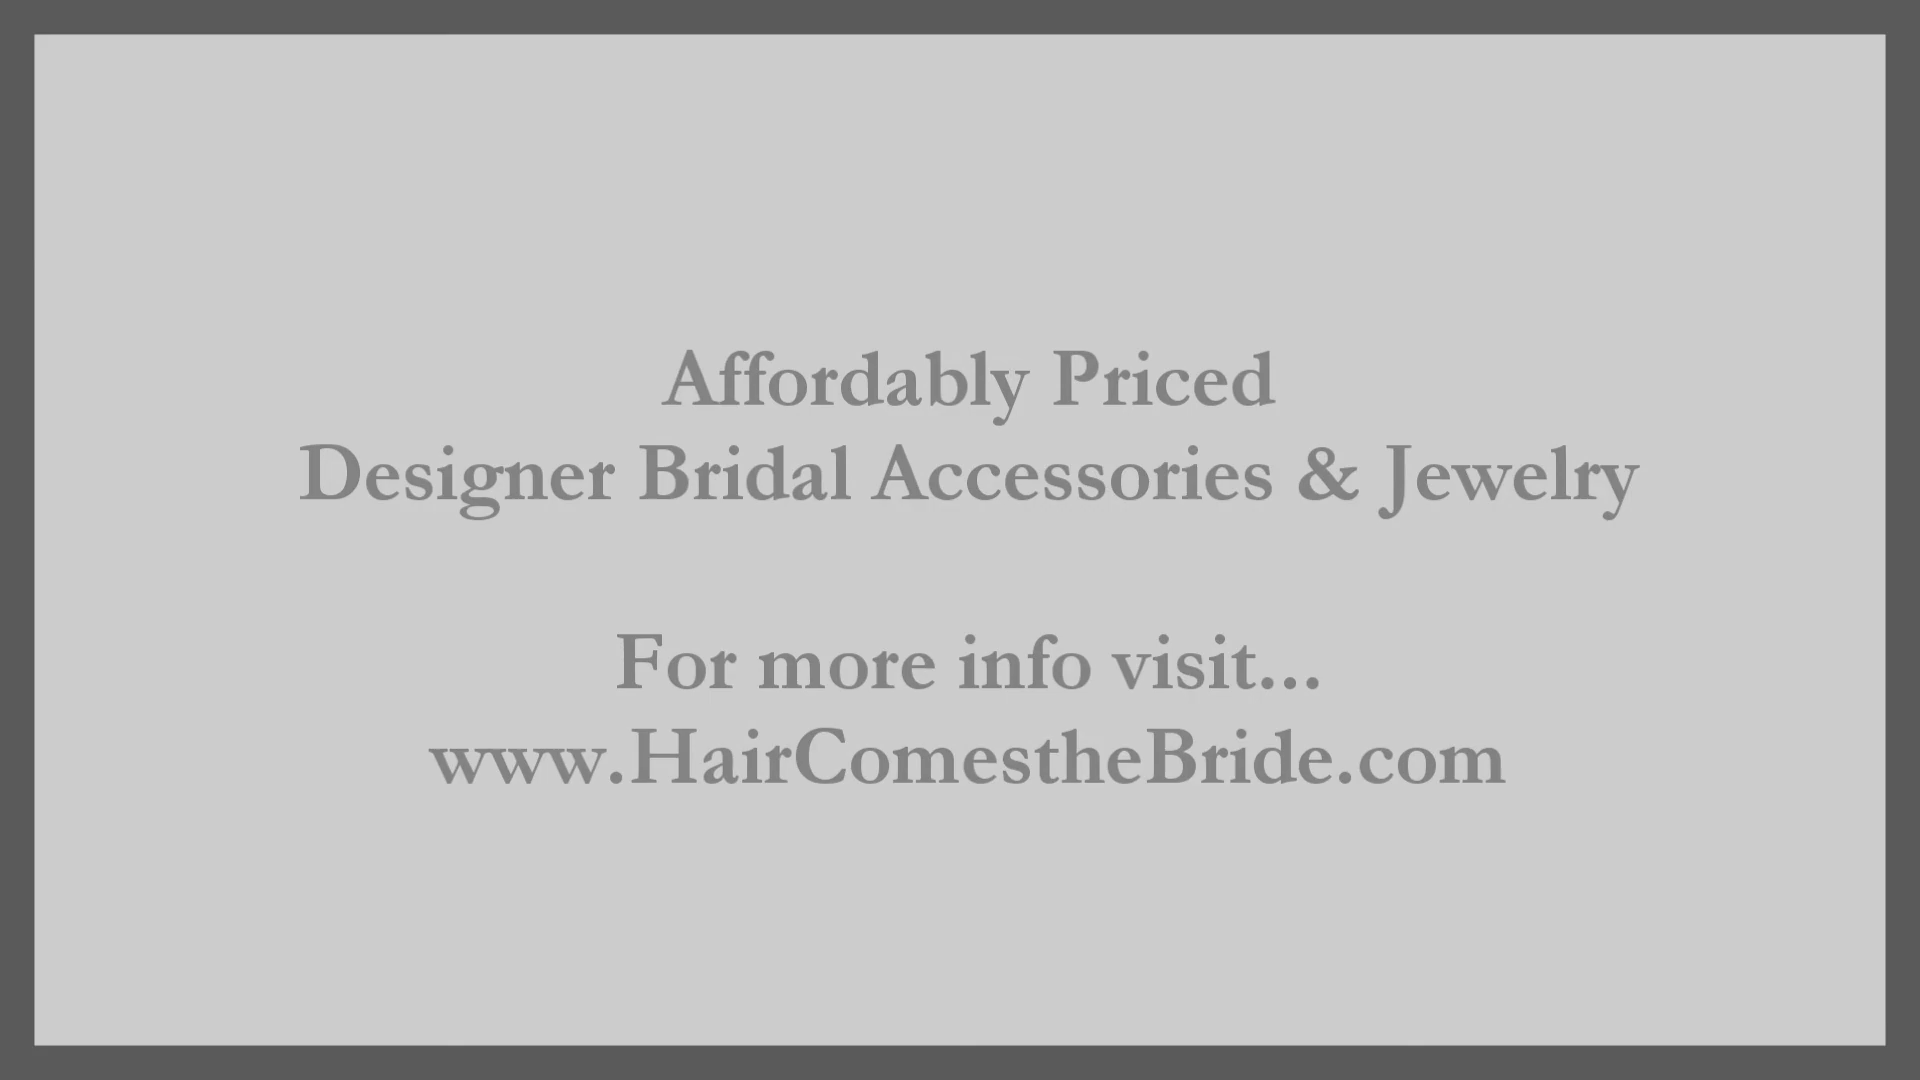 Affordably Priced
Designer Bridal Accessories & Jewelry
For more info visit...
www.HairComestheBride.com